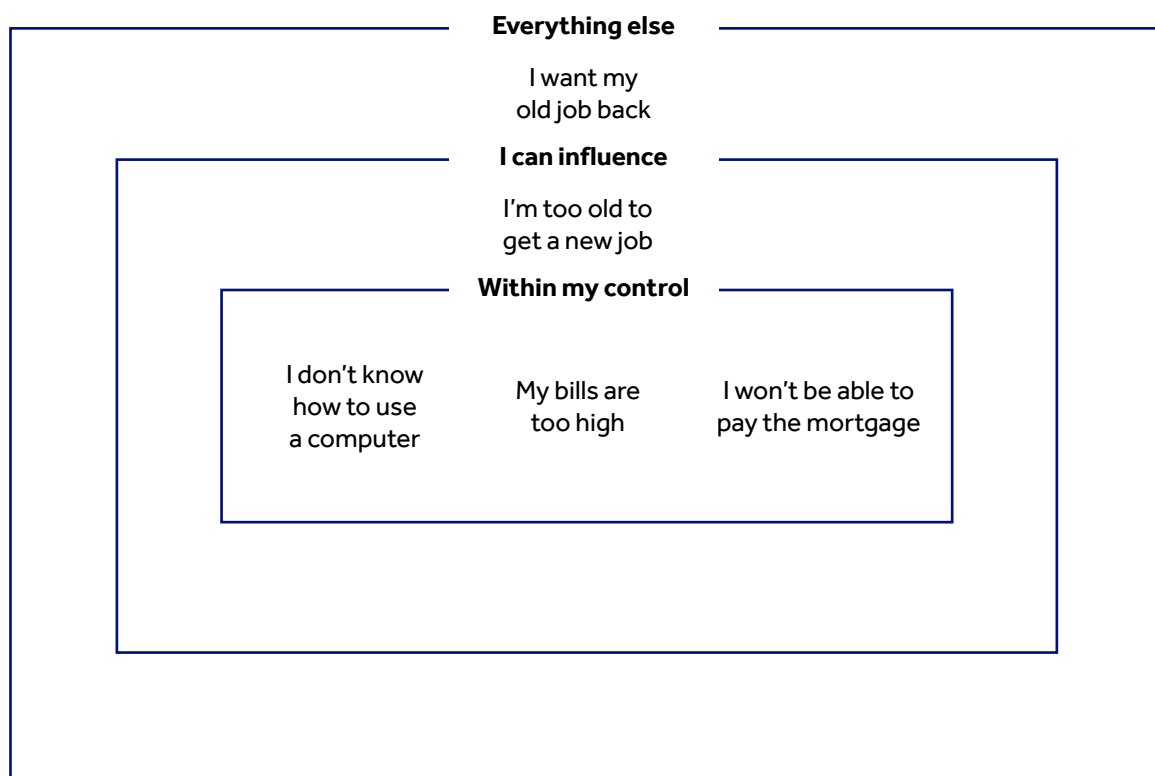 Everything else
I want my
old job back
I can influence
I'm too old to
get a new job
Within my control
I don't know
how to use
a computer
My bills are
too high
I won't be able to
pay the mortgage